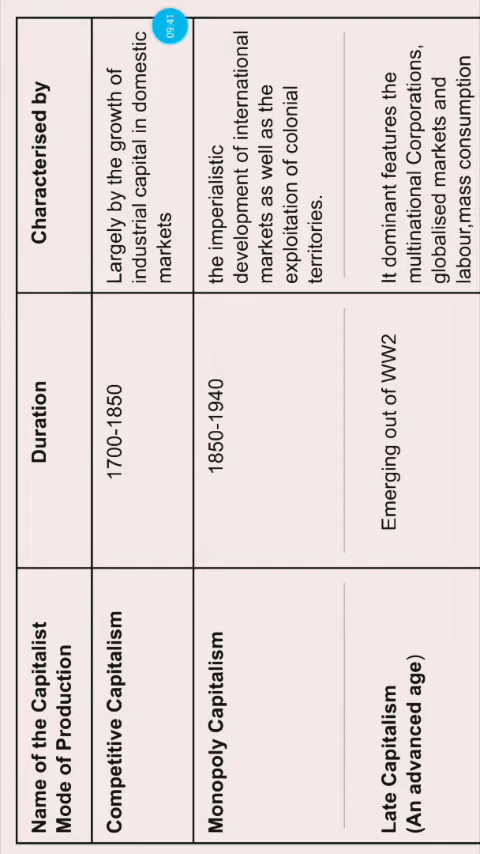 Name of the Capitalist
Mode of Production
Duration
Characterised by
Competitive Capitalism
1700-1850
Largely by the growth of
industrial capital in domestic
markets
Monopoly Capitalism
1850-1940
the imperialistic
development of international
markets as well as the
exploitation of colonial
territories.
Late Capitalism
(An advanced age)
Emerging out of WW2
It dominant features the
multinational Corporations,
globalised markets and
labour,mass consumption
09:41